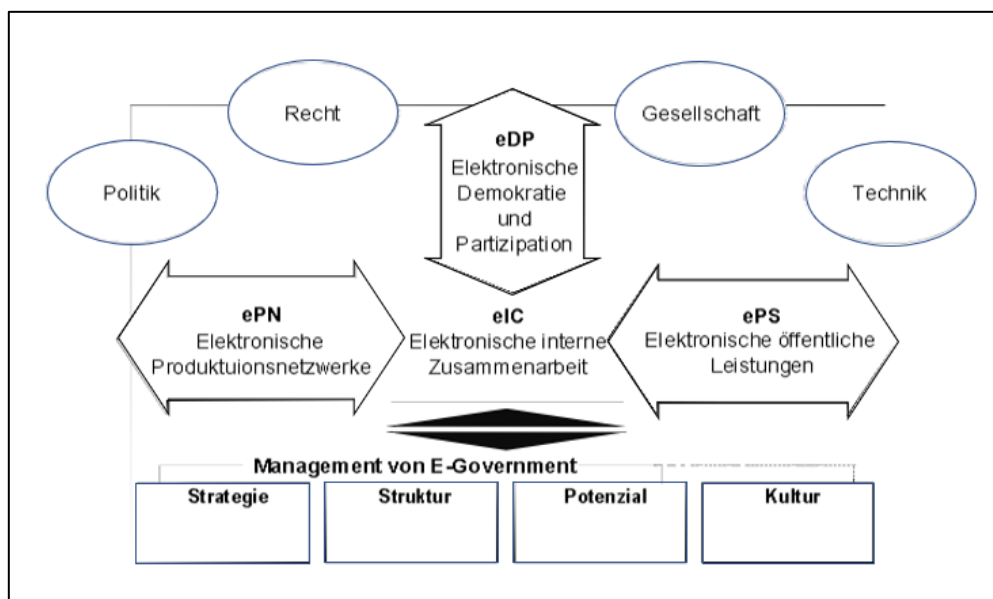 Recht
Gesellschaft
Politik
Technik
eDP
Elektronische
Demokratie
und
Partizipation
ePN
Elektronische
Produktuionsnetzwerke
eIC
Elektronische interne
Zusammenarbeit
ePS
Elektronische öffentliche
Leistungen
Management von E-Government
Strategie
Struktur
Potenzial
Kultur